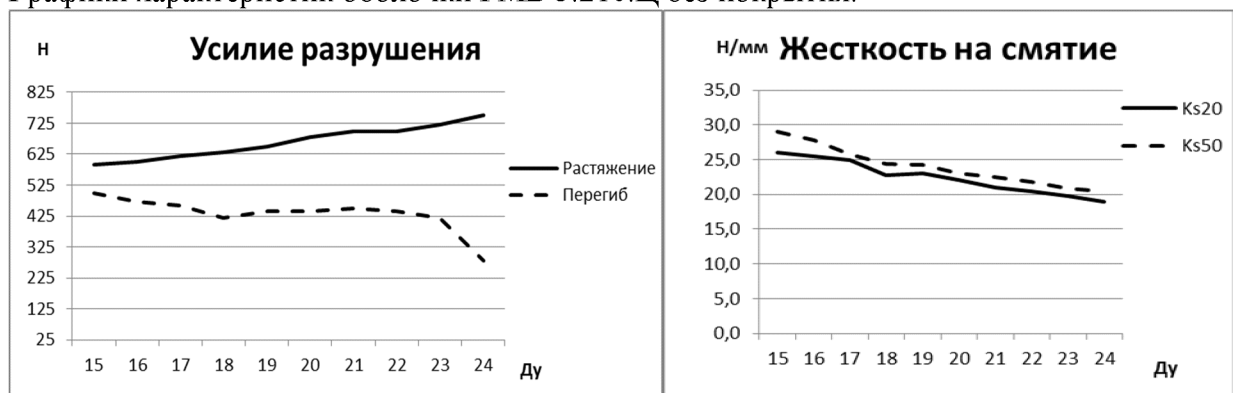 Усилие разрушения
Н
825
725
625
525
425
325
225
125
25
15 16 17 18 19 20 21 22 23 24
Ду
Растяжение
Перегиб
Жесткость на смятие
Н/мм
35,0
30,0
25,0
20,0
15,0
10,0
5,0
0,0
15 16 17 18 19 20 21 22 23 24
Ду
Ks20
Ks50